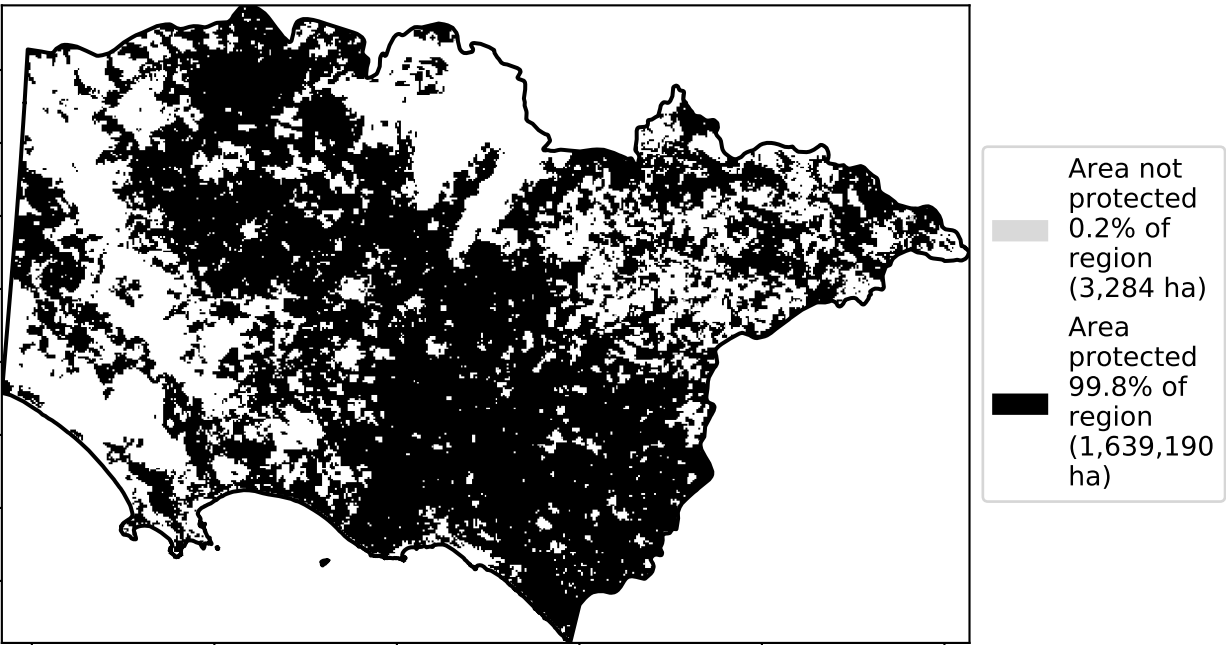 Area not
protected
0.2% of
region
(3,284 ha)
Area
protected
99.8% of
region
(1,639,190
ha)